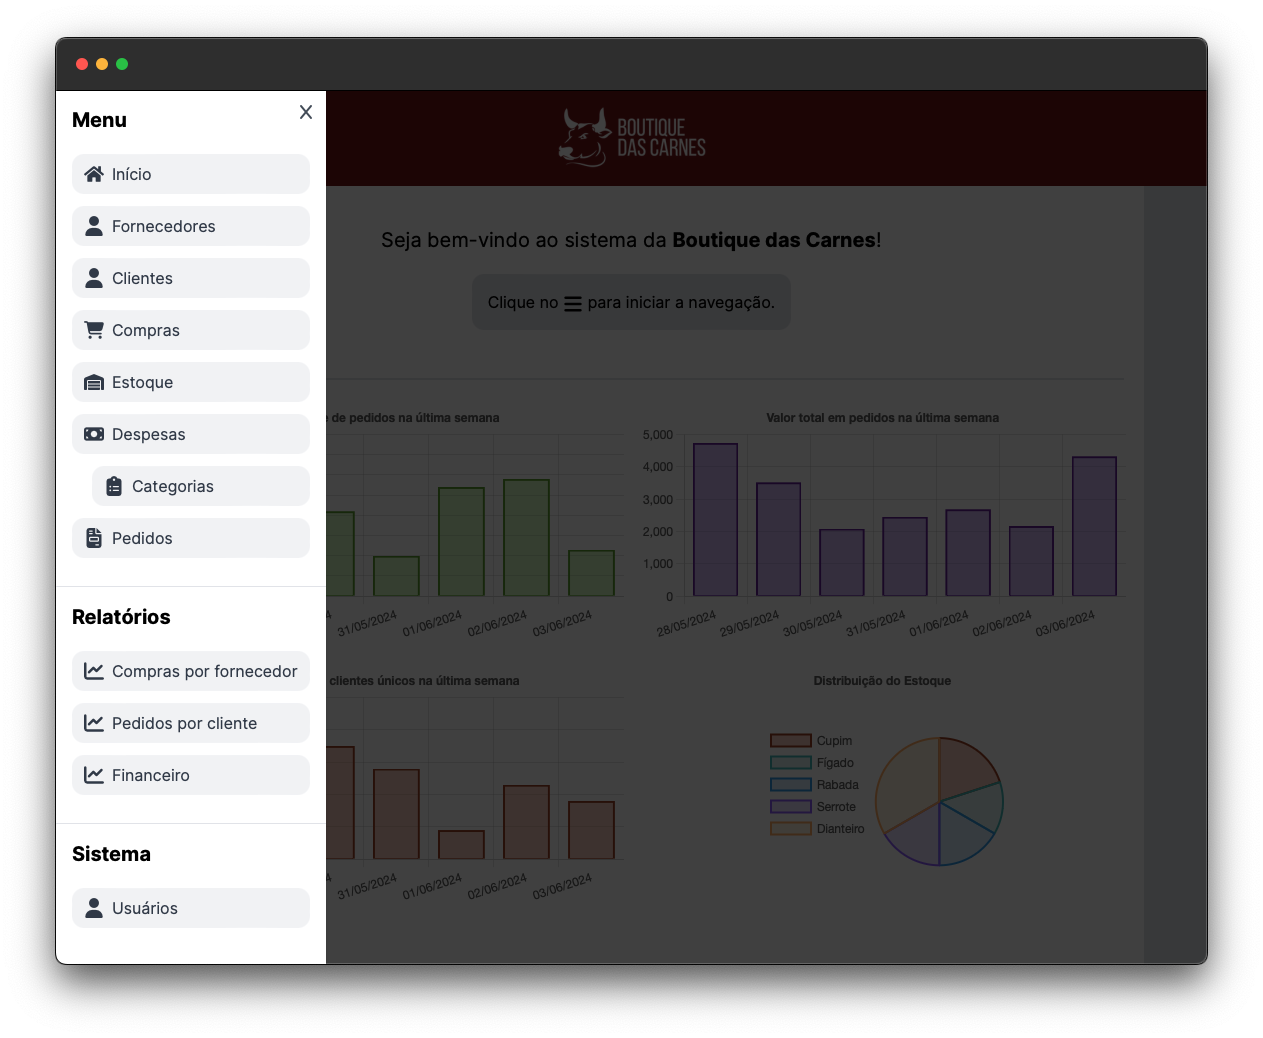 Menu
X
Início
Fornecedores
Clientes
Compras
Estoque
Despesas
Categorias
Pedidos
Relatórios
Compras por fornecedor
Pedidos por cliente
Financeiro
Sistema
Usuários
BOUTIQUE
DAS CARNES
Seja bem-vindo ao sistema da Boutique das Carnes!
Clique no para iniciar a navegação.
de pedidos na última semana
31/05/2024 01/06/2024 02/06/2024 03/06/2024
Valor total em pedidos na última semana
5,000
4,000
3,000
2,000
1,000
0
28/05/2024 29/05/2024 30/05/2024 31/05/2024 01/06/2024 02/06/2024 03/06/2024
clientes únicos na última semana
31/05/2024 01/06/2024 02/06/2024 03/06/2024
Distribuição do Estoque
Cupim
Fígado
Rabada
Serrote
Dianteiro